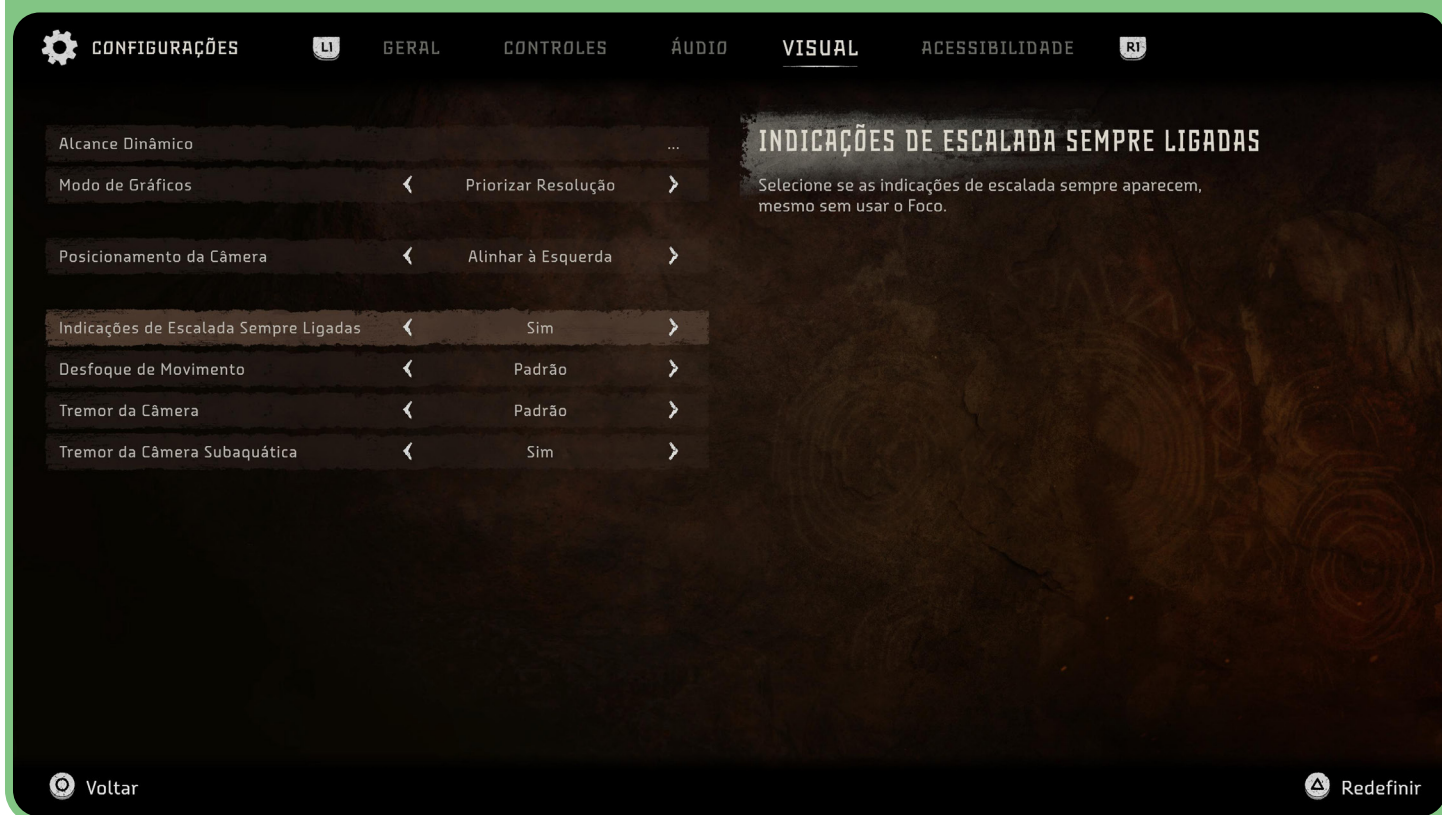 CONFIGURAÇÕES L1 GERAL CONTROLES ÁUDIO VISUAL ACESSIBILIDADE R1
Alcance Dinâmico ...
Modo de Gráficos Priorizar Resolução
Posicionamento da Câmera Alinhar à Esquerda
Indicações de Escalada Sempre Ligadas Sim
Desfoque de Movimento Padrão
Tremor da Câmera Padrão
Tremor da Câmera Subaquática Sim
INDICAÇÕES DE ESCALADA SEMPRE LIGADAS
Selecione se as indicações de escalada sempre aparecem,
mesmo sem usar o Foco.
Voltar Redefinir